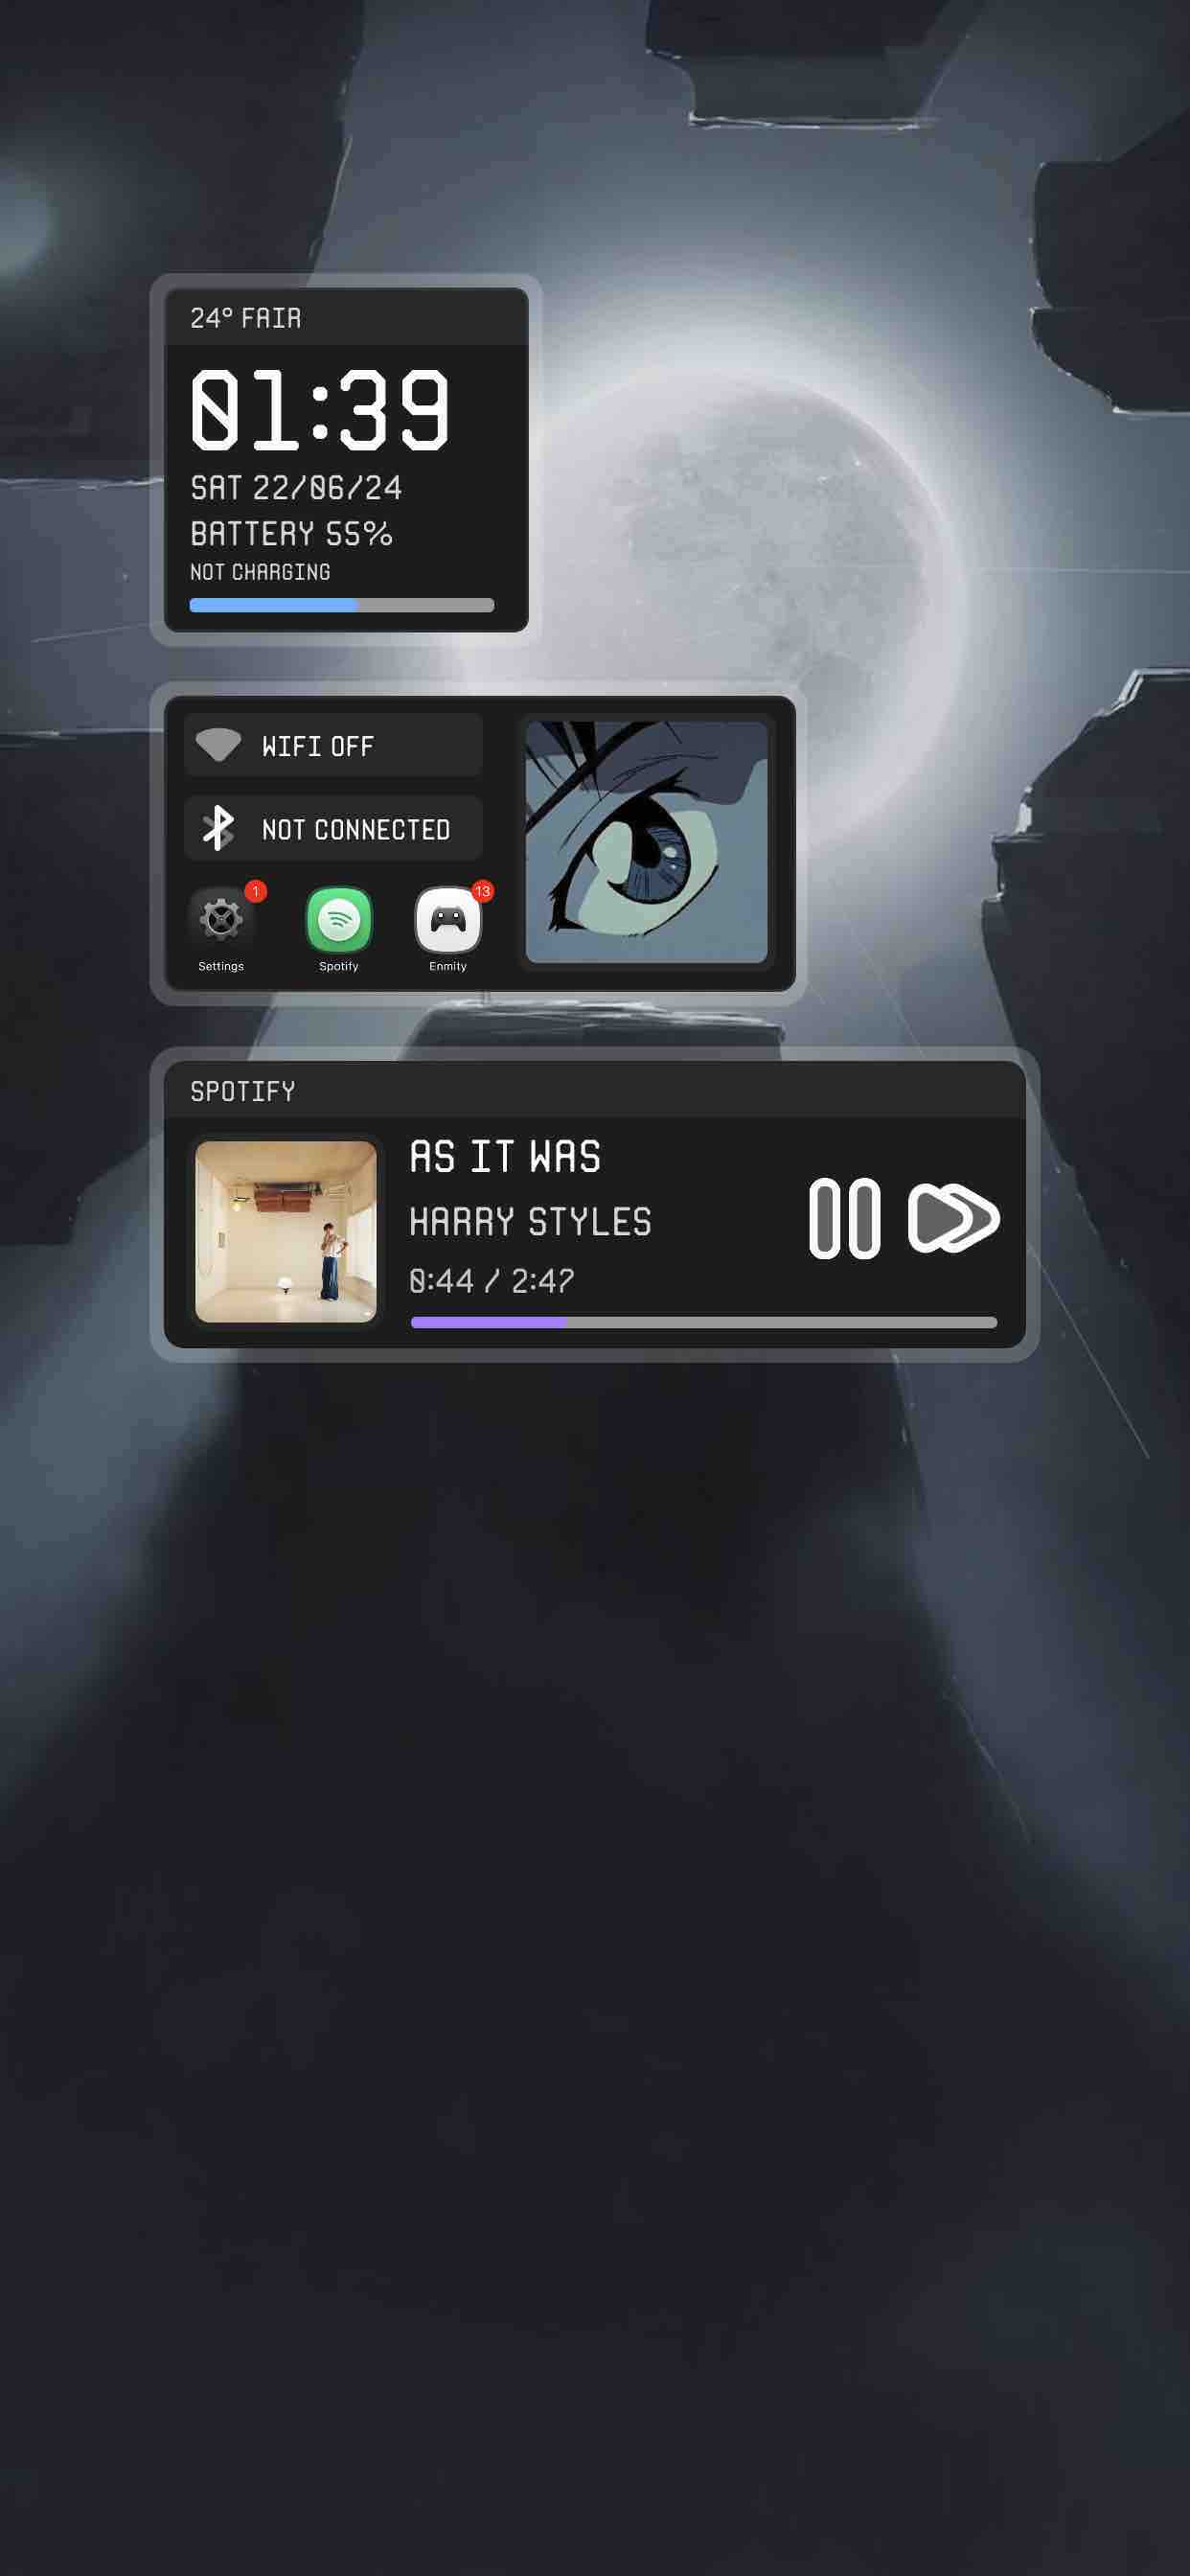 24° FAIR
01:39
SAT 22/06/24
BATTERY 55%
NOT CHARGING
WIFI OFF
NOT CONNECTED
1
13
Settings
Spotify
Enmity
SPOTIFY
AS IT WAS
HARRY STYLES
0:44 / 2:47